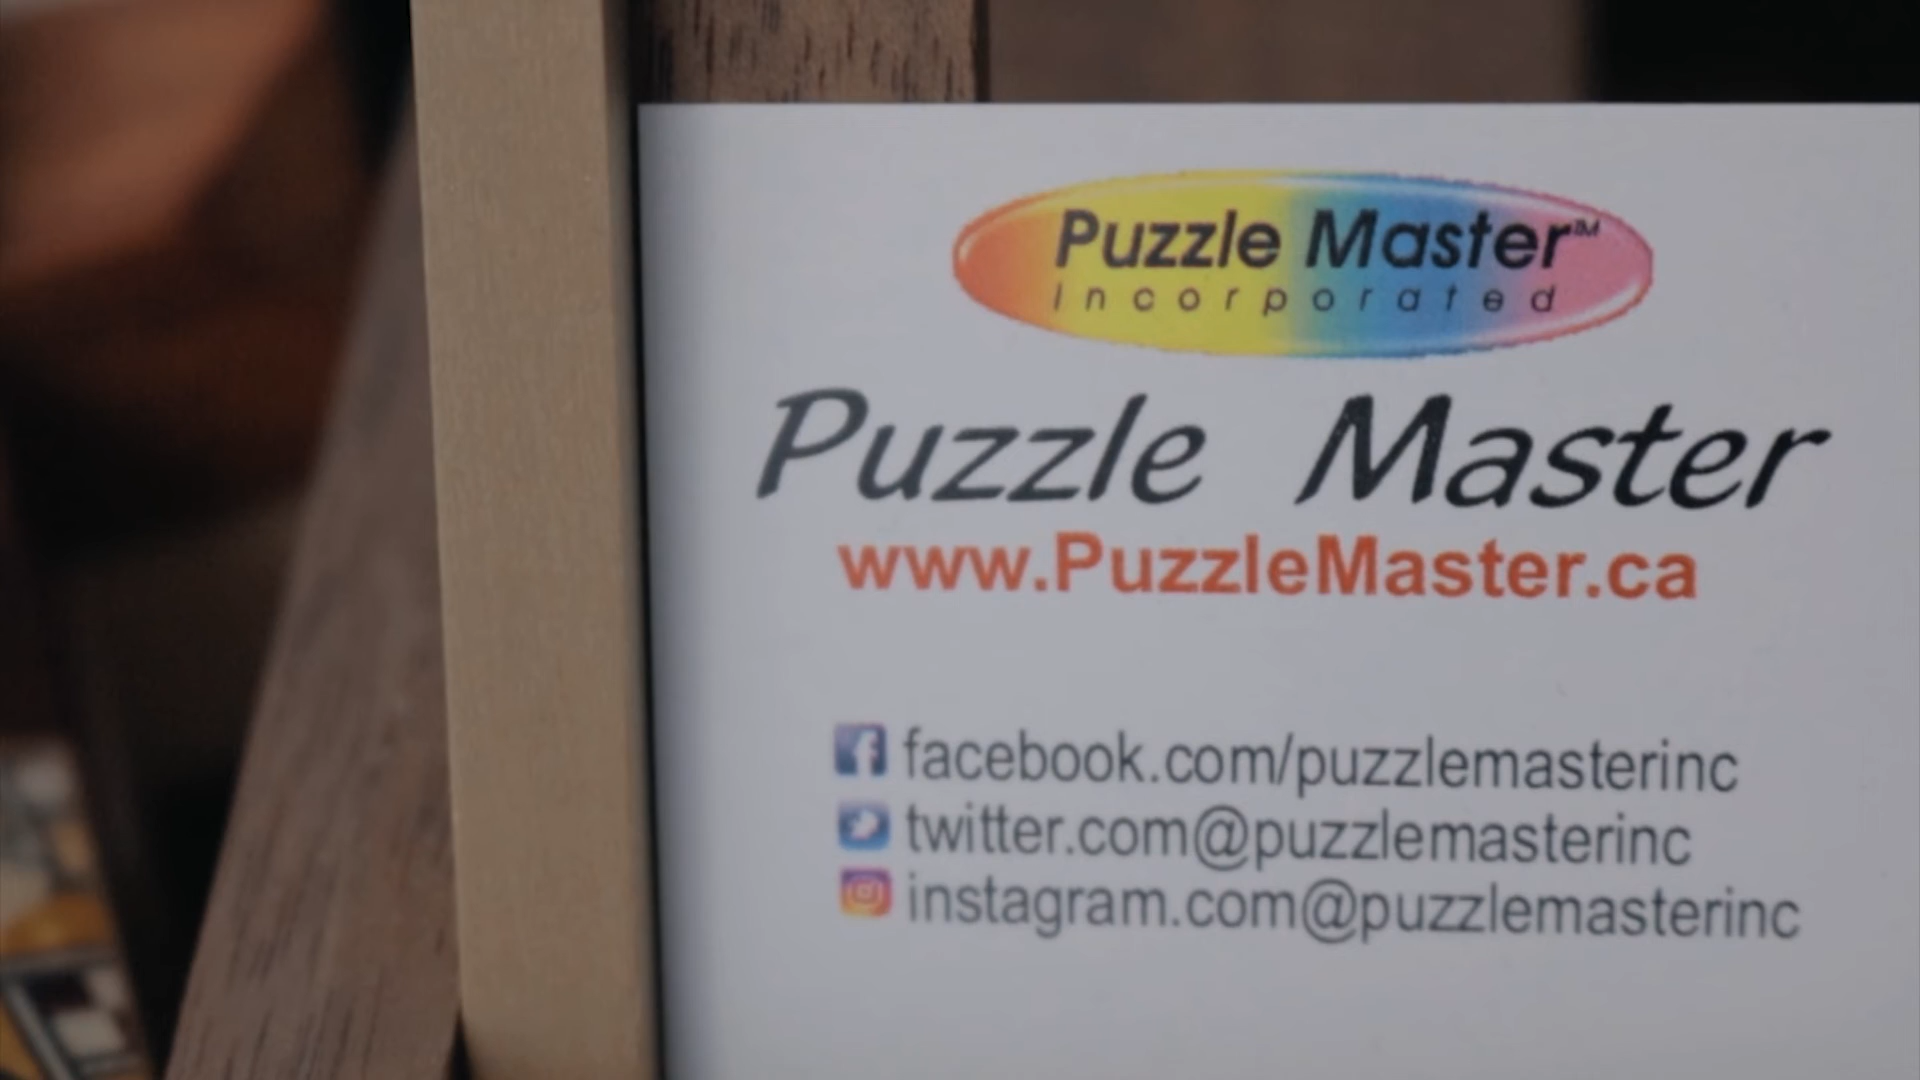 Puzzle Master™
Incorporated
Puzzle Master
www.PuzzleMaster.ca
facebook.com/puzzlemasterinc
twitter.com@puzzlemasterinc
instagram.com@puzzlemasterinc